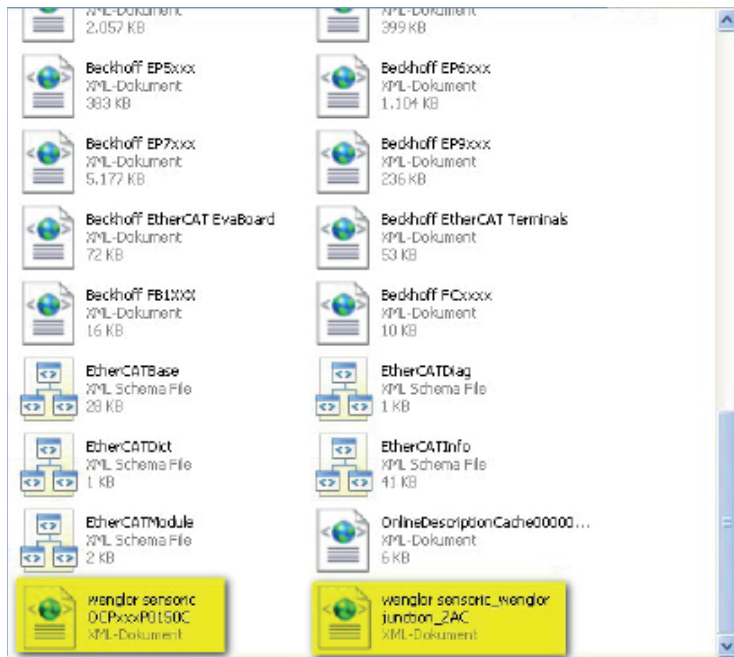 XML-Dokument
2.057 KB
XML-Dokument
399 KB
Beckhoff EP5xxx
XML-Dokument
383 KB
Beckhoff EP6xxx
XML-Dokument
1.104 KB
Beckhoff EP7xxx
XML-Dokument
5.177 KB
Beckhoff EP9xxx
XML-Dokument
236 KB
Beckhoff EtherCAT EvaBoard
XML-Dokument
72 KB
Beckhoff EtherCAT Terminals
XML-Dokument
53 KB
Beckhoff FB1XXX
XML-Dokument
16 KB
Beckhoff FCxxxx
XML-Dokument
10 KB
EtherCATBase
XML Schema File
28 KB
EtherCATDiag
XML Schema File
1 KB
EtherCATDict
XML Schema File
1 KB
EtherCATInfo
XML Schema File
41 KB
EtherCATModule
XML Schema File
2 KB
OnlineDescriptionCache00000...
XML-Dokument
6 KB
wenglor sensoric
OCPxxxP0150C
XML-Dokument
wenglor sensoric_wenglor
junction_ZAC
XML-Dokument